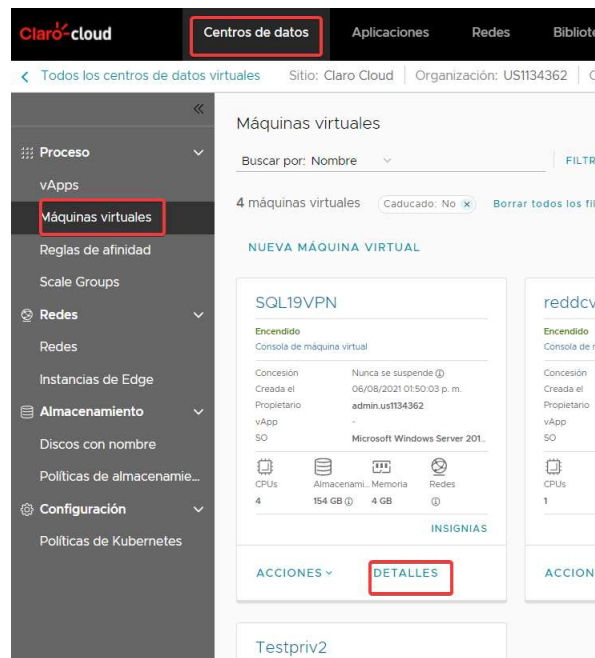 Claro-cloud
Centros de datos
Aplicaciones
Redes
Todos los centros de datos virtuales
Sitio: Claro Cloud
Organización: US1134362
Máquinas virtuales
Proceso
Buscar por: Nombre
vApps
4 máquinas virtuales
Caducado: No
Borrar todos los
Máquinas virtuales
Reglas de afinidad
NUEVA MÁQUINA VIRTUAL
Scale Groups
Redes
Redes
Instancias de Edge
Almacenamiento
Discos con nombre
Políticas de almacenamie...
Configuración
Políticas de Kubernetes
SQL19VPN
Encendido
Consola de máquina virtual
Concesión Nunca se suspende
Creada el 06/08/2021 01:50:03 p. m.
Propietario admin.us1134362
vApp -
SO Microsoft Windows Server 201..
CPUs Almacenami.. Memoria Redes
4 154 GB 4 GB
INSIGNIAS
ACCIONES DETALLES
reddcv
Encendido
Consola de
Concesión
Creada el
Propietario
vApp
SO
CPUs
1
ACCION
Testpriv2